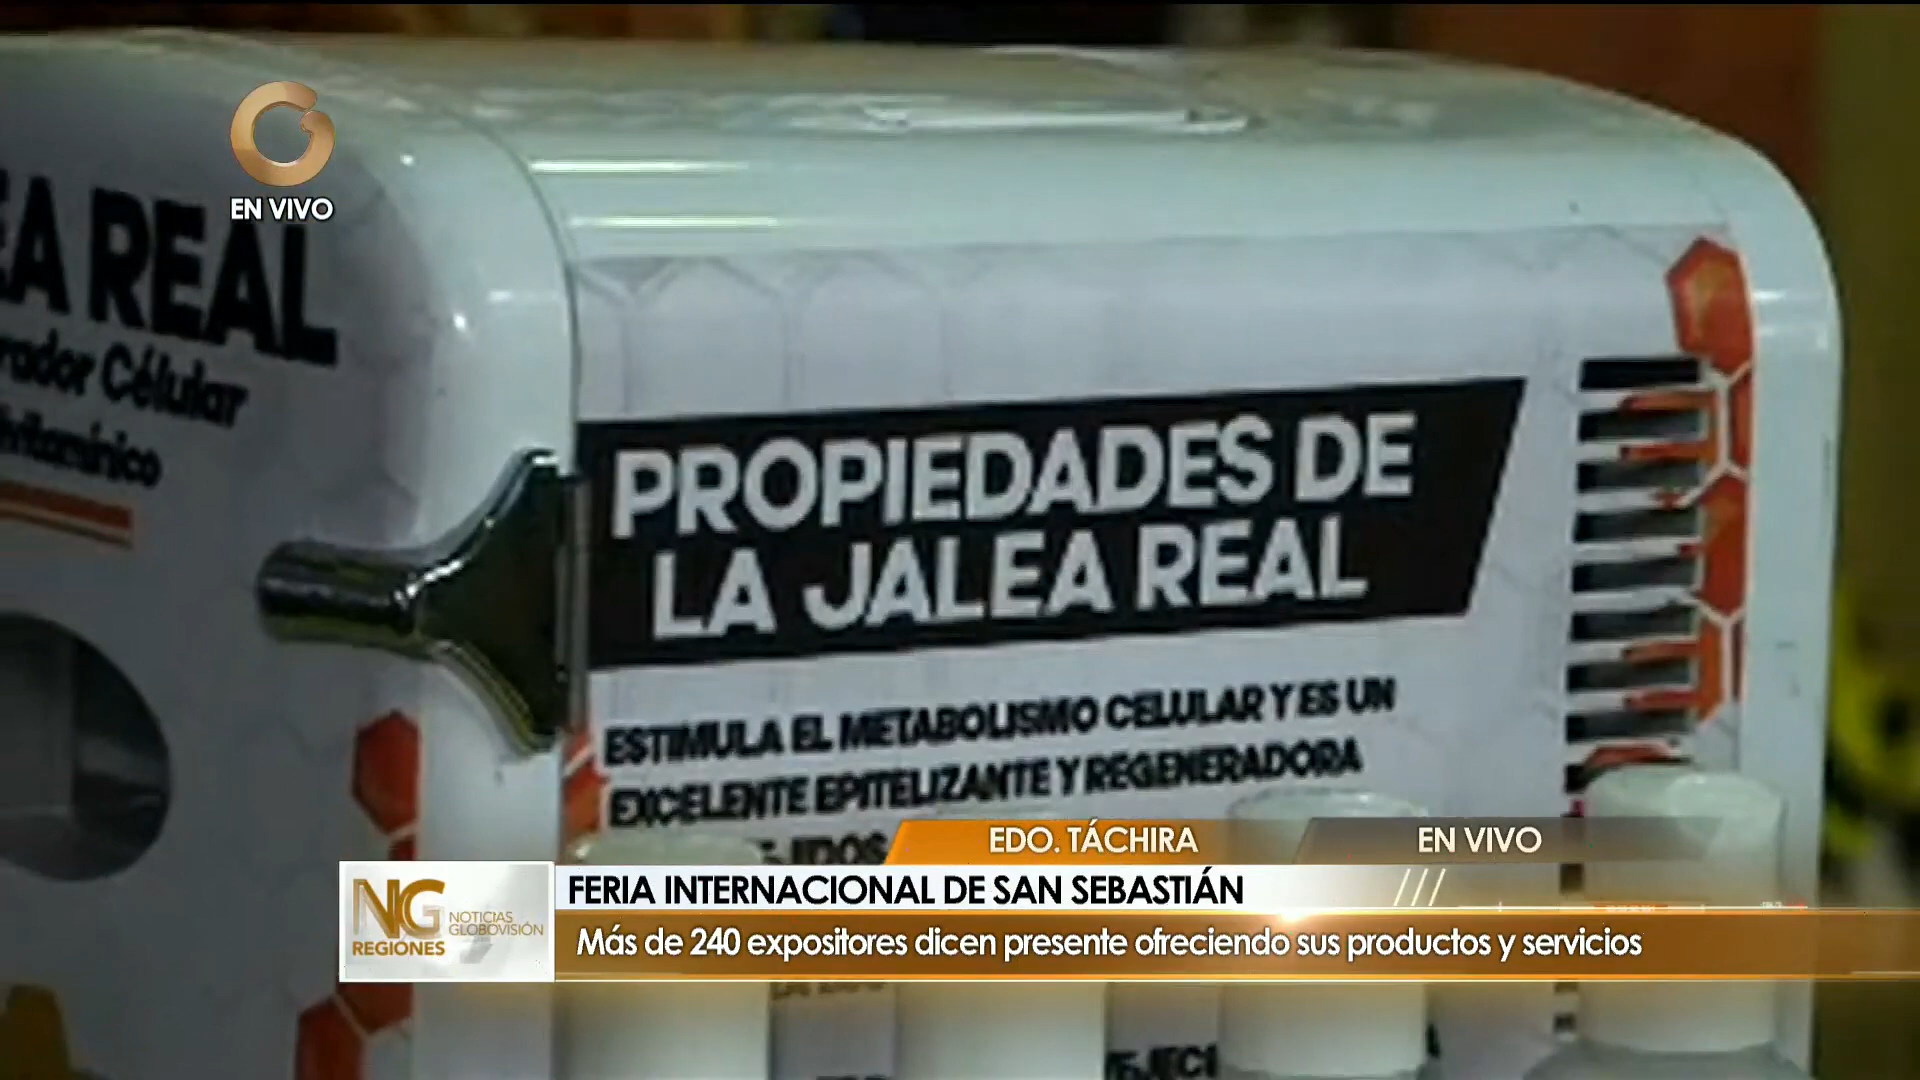 EN VIVO
EA REAL
rador Célular
PROPIEDADES DE
LA JALEA REAL
ESTIMULA EL METABOLISMO CELULAR Y ES UN
EXCELENTE EPITELIZANTE Y REGENERADORA
EDO. TÁCHIRA
EN VIVO
NG
REGIONES
NOTICIAS
GLOBOVISIÓN
FERIA INTERNACIONAL DE SAN SEBASTIÁN
Más de 240 expositores dicen presente ofreciendo sus productos y servicios